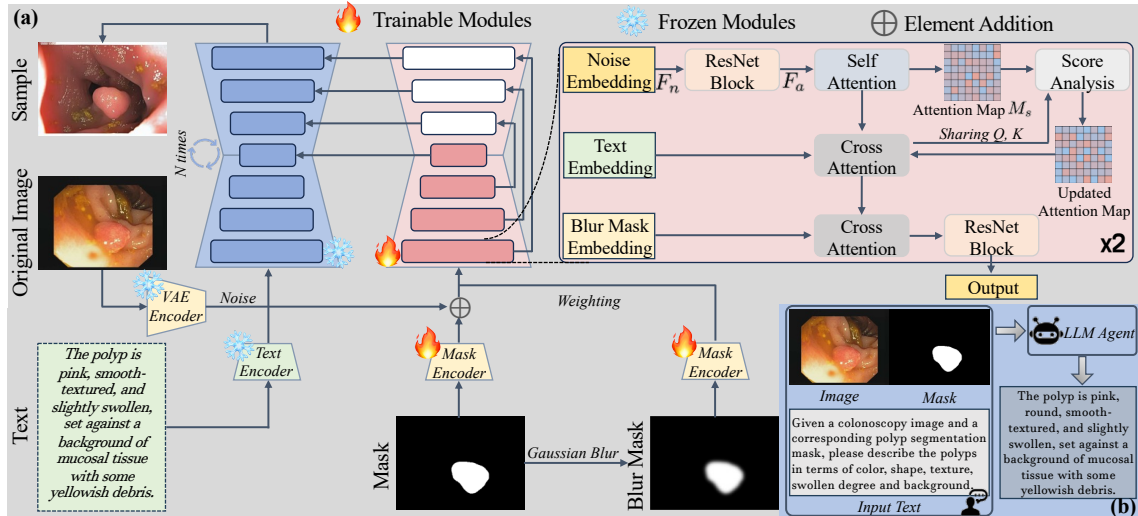 (a)
Trainable Modules
Frozen Modules
Element Addition
Sample
Original Image
Text
N times
Noise
Embedding
F_n
ResNet
Block
F_a
Self
Attention
Attention Map M_s
Score
Analysis
Sharing Q, K
Text
Embedding
Cross
Attention
Updated
Attention Map
Blur Mask
Embedding
Cross
Attention
ResNet
Block
x2
Output
VAE
Encoder
Noise
Weighting
Text
Encoder
Mask
Encoder
Mask
Encoder
The polyp is
pink, smooth-
textured, and
slightly swollen,
set against a
background of
mucosal tissue
with some
yellowish debris.
Mask
Gaussian Blur
Blur Mask
Image
Mask
LLM Agent
Given a colonoscopy image and a
corresponding polyp segmentation
mask, please describe the polyps
in terms of color, shape, texture,
swollen degree and background.
Input Text
The polyp is pink,
round, smooth-
textured, and slightly
swollen, set against a
background of mucosal
tissue with some
yellowish debris.
(b)